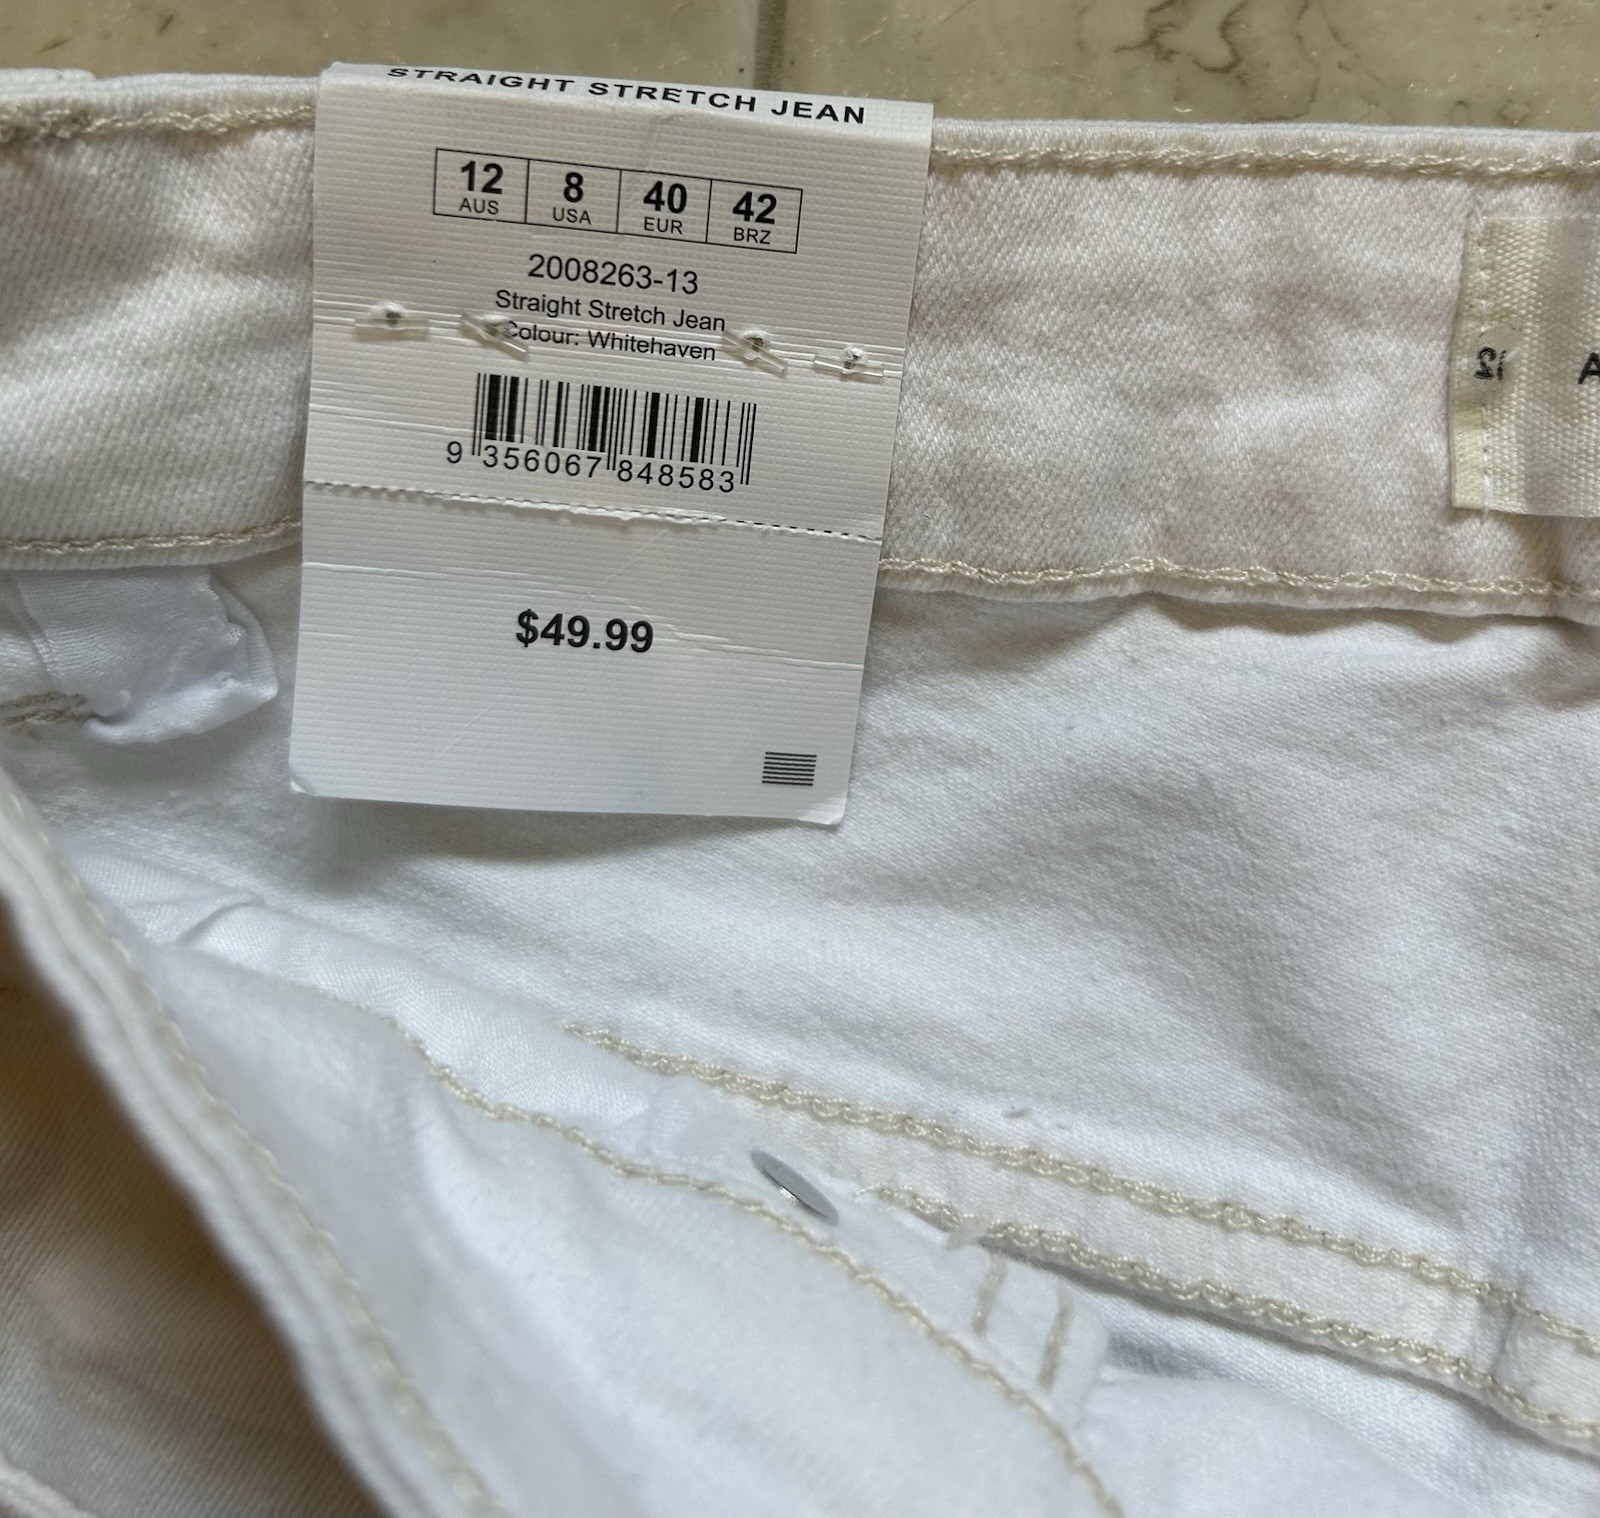 STRAIGHT STRETCH JEAN
12 8 40 42
AUS USA EUR BRZ
2008263-13
Straight Stretch Jean
Colour: Whitehaven
9 356067 848583
$49.99
12
A